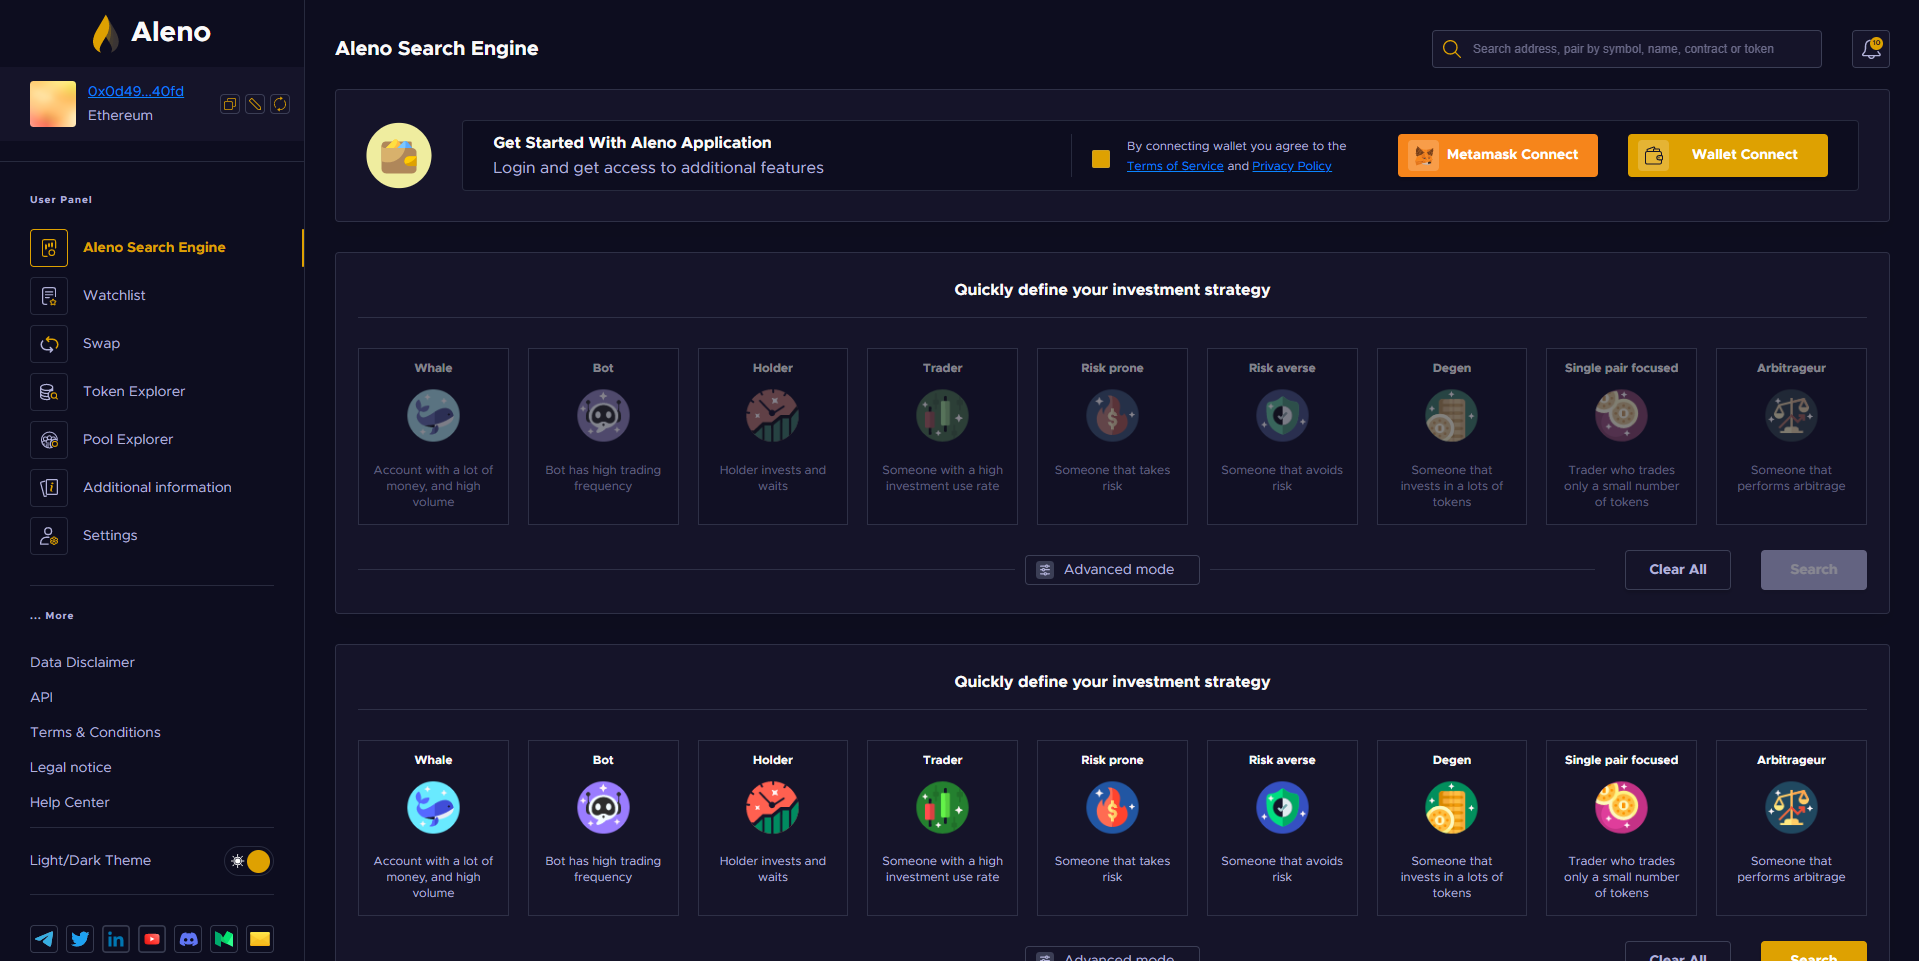 Aleno
0x0d49...40fd
Ethereum
User Panel
Aleno Search Engine
Watchlist
Swap
Token Explorer
Pool Explorer
Additional information
Settings
... More
Data Disclaimer
API
Terms & Conditions
Legal notice
Help Center
Light/Dark Theme
Aleno Search Engine
Search address, pair by symbol, name, contract or token
10
Get Started With Aleno Application
Login and get access to additional features
By connecting wallet you agree to the
Terms of Service and Privacy Policy
Metamask Connect
Wallet Connect
Quickly define your investment strategy
Whale
Account with a lot of
money, and high
volume
Bot
Bot has high trading
frequency
Holder
Holder invests and
waits
Trader
Someone with a high
investment use rate
Risk prone
Someone that takes
risk
Risk averse
Someone that avoids
risk
Degen
Someone that
invests in a lots of
tokens
Single pair focused
Trader who trades
only a small number
of tokens
Arbitrageur
Someone that
performs arbitrage
Advanced mode
Clear All
Search
Quickly define your investment strategy
Whale
Account with a lot of
money, and high
volume
Bot
Bot has high trading
frequency
Holder
Holder invests and
waits
Trader
Someone with a high
investment use rate
Risk prone
Someone that takes
risk
Risk averse
Someone that avoids
risk
Degen
Someone that
invests in a lots of
tokens
Single pair focused
Trader who trades
only a small number
of tokens
Arbitrageur
Someone that
performs arbitrage
Advanced mode
Clear All
Search